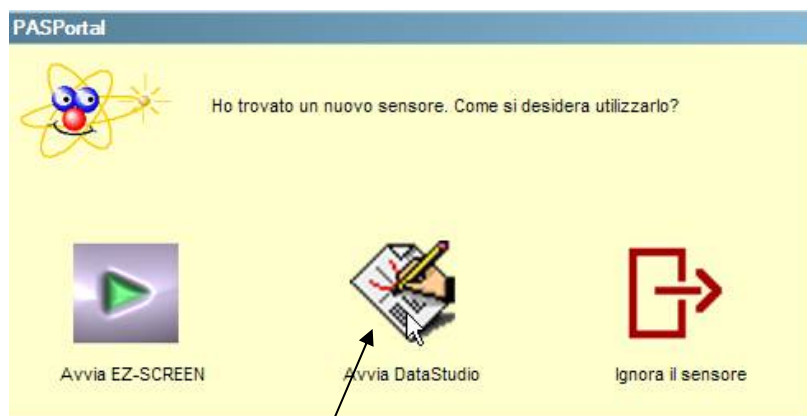 PASPortal
Ho trovato un nuovo sensore. Come si desidera utilizzarlo?
Avvia EZ-SCREEN
Avvia DataStudio
Ignora il sensore